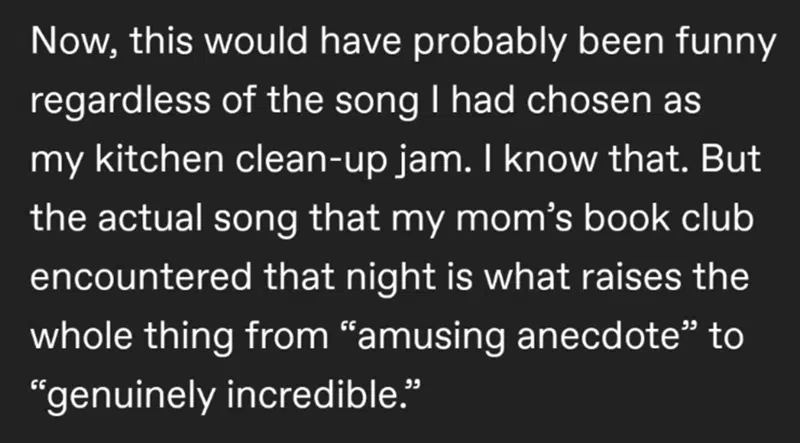 Now, this would have probably been funny
regardless of the song I had chosen as
my kitchen clean-up jam. I know that. But
the actual song that my mom’s book club
encountered that night is what raises the
whole thing from “amusing anecdote” to
“genuinely incredible.”